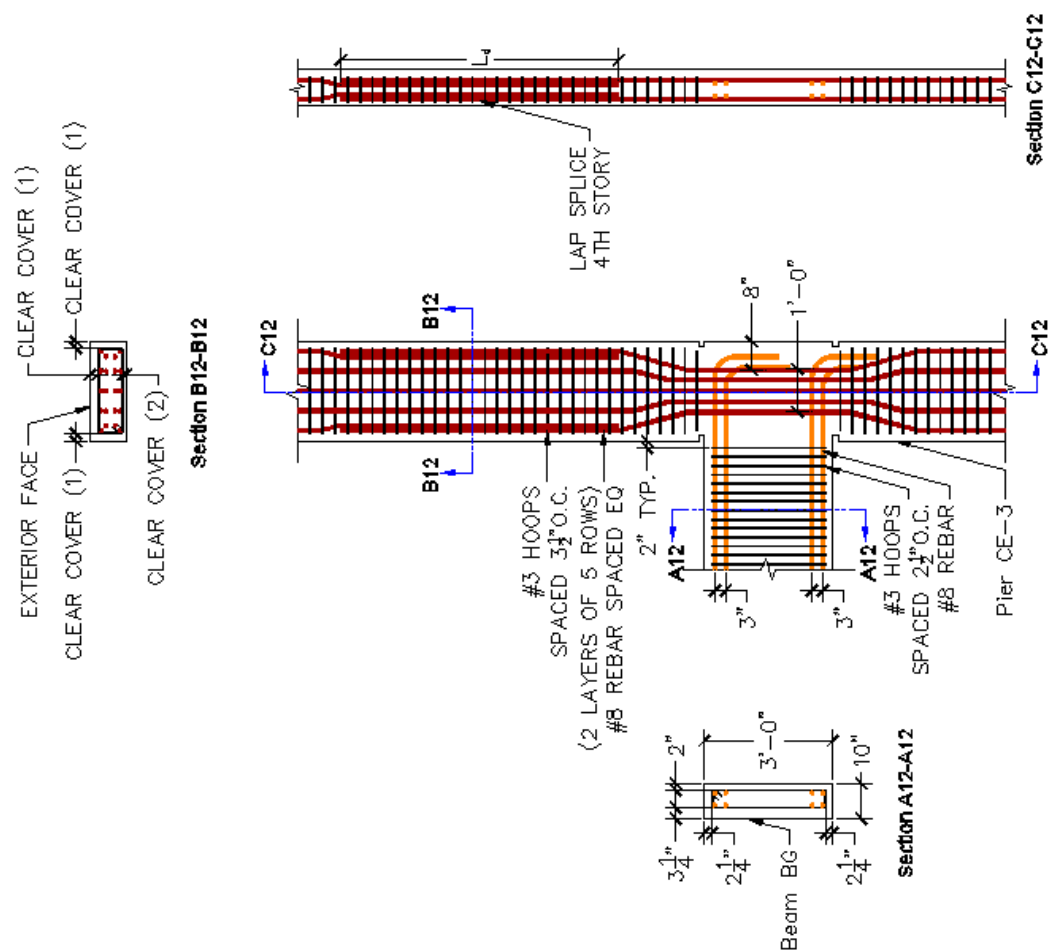 EXTERIOR FACE
CLEAR COVER (1)
CLEAR COVER (2)
CLEAR COVER (1)
CLEAR COVER (1)
Section B12-B12
Ld
LAP SPLICE
4TH STORY
Section C12-C12
C12
C12
B12
B12
#3 HOOPS
SPACED 3½"O.C.
(2 LAYERS OF 5 ROWS)
#8 REBAR SPACED EQ
2" TYP.
8"
1'-0"
A12
A12
3"
3"
#3 HOOPS
SPACED 2½"O.C.
#8 REBAR
Pier CE-3
3¼"
2"
2¼"
2¼"
3'-0"
10"
Beam BG
Section A12-A12